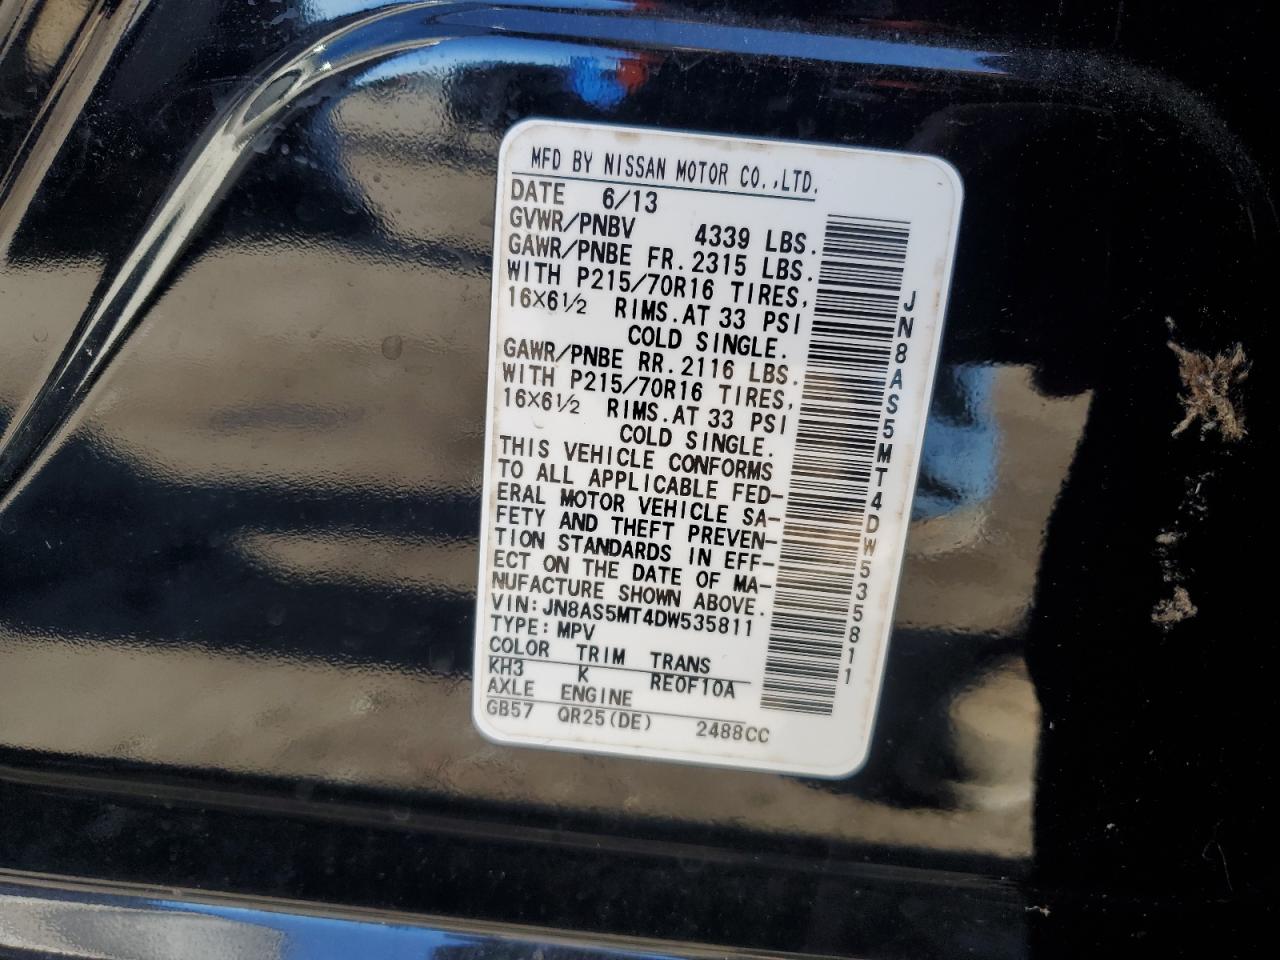 MFD BY NISSAN MOTOR CO.,LTD.
DATE 6/13
GVWR/PNBV 4339 LBS.
GAWR/PNBE FR. 2315 LBS.
WITH P215/70R16 TIRES,
16X6½ RIMS. AT 33 PSI
COLD SINGLE.
GAWR/PNBE RR. 2116 LBS.
WITH P215/70R16 TIRES,
16X6½ RIMS. AT 33 PSI
COLD SINGLE.
THIS VEHICLE CONFORMS
TO ALL APPLICABLE FED-
ERAL MOTOR VEHICLE SA-
FETY AND THEFT PREVEN-
TION STANDARDS IN EFF-
ECT ON THE DATE OF MA-
NUFACTURE SHOWN ABOVE.
VIN: JN8AS5MT4DW535811
TYPE: MPV
COLOR TRIM TRANS
KH3 K RE0F10A
AXLE ENGINE
GB57 QR25(DE) 2488CC
JN8AS5MT4DW535811